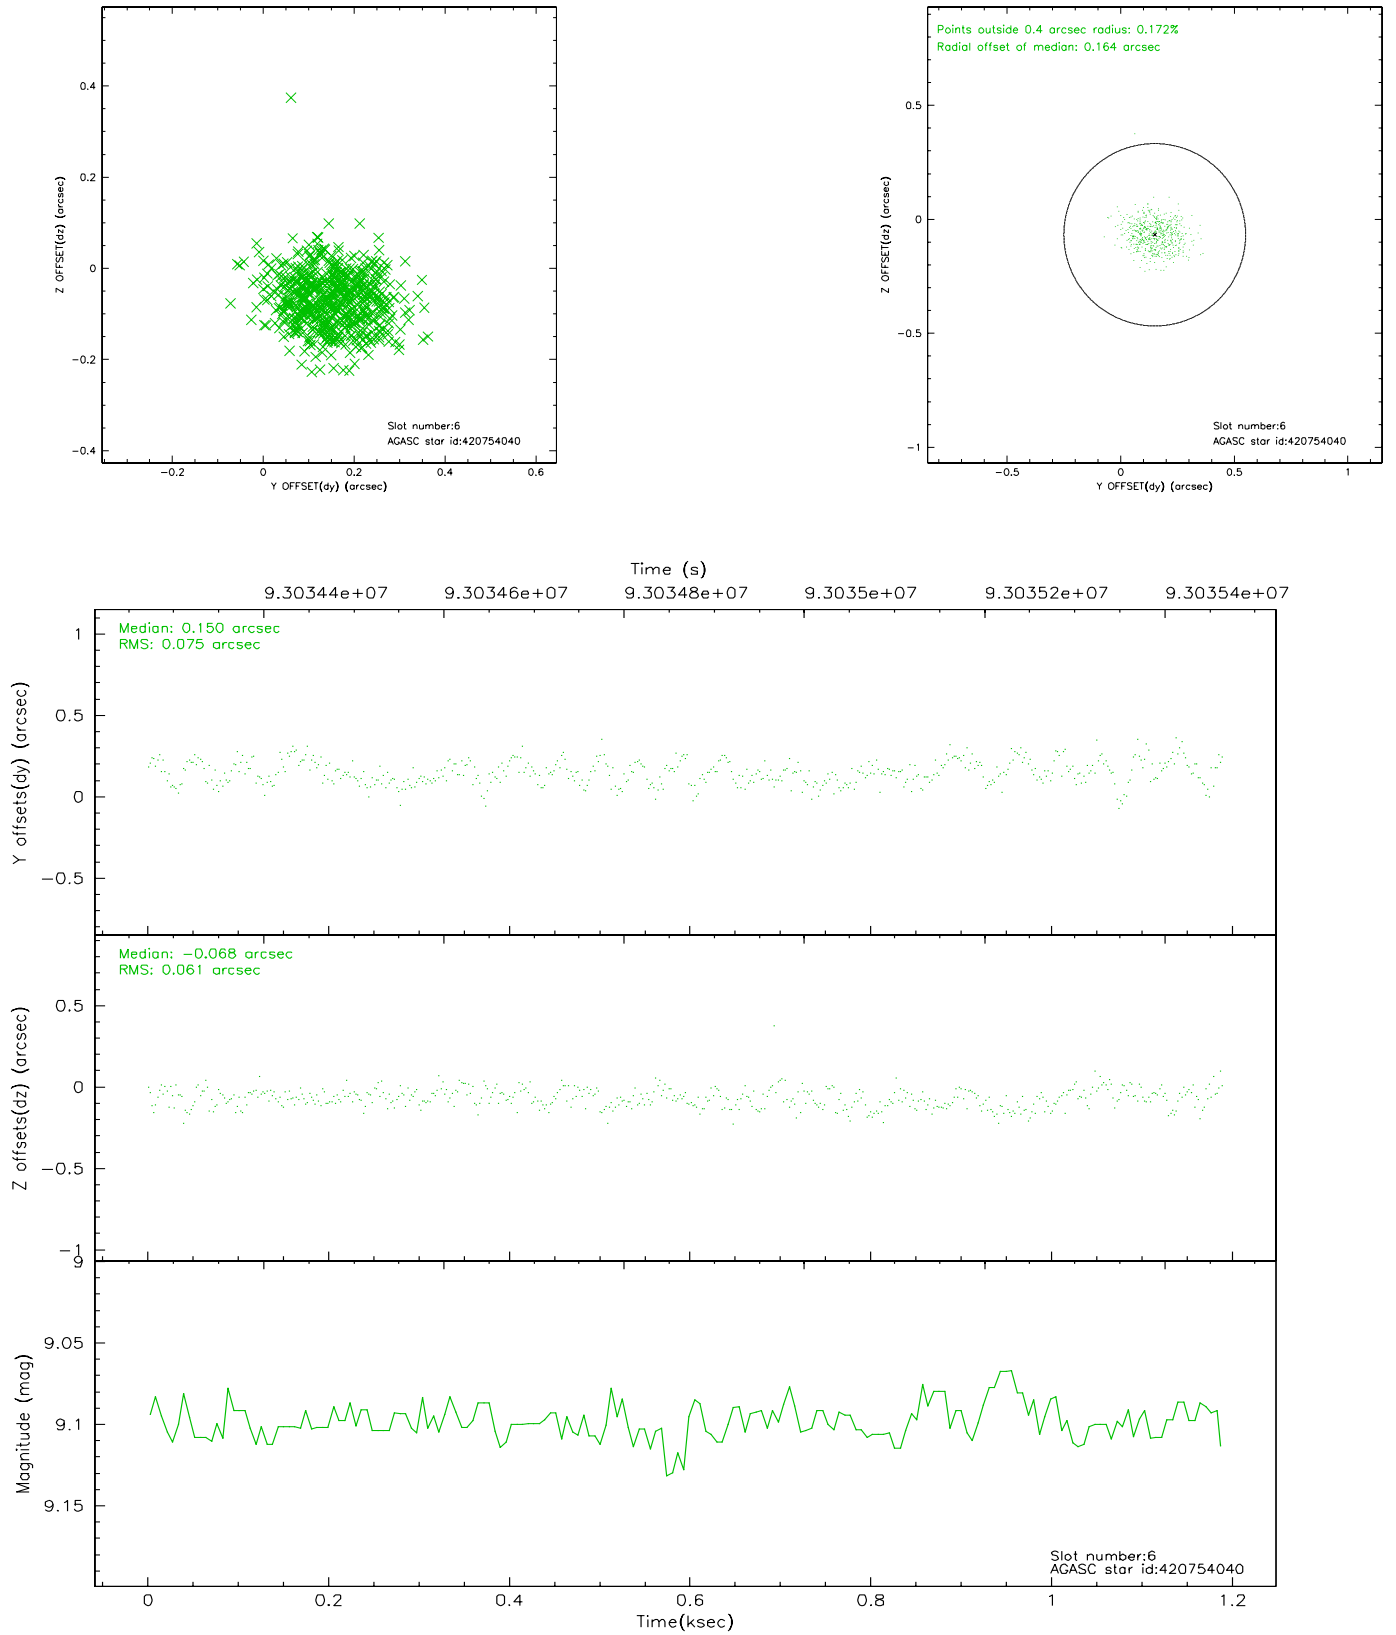 0.4
0.2
0
−0.2
−0.4
Z OFFSET(dz) (arcsec)
Slot number:6
AGASC star id:420754040
−0.2 0 0.2 0.4 0.6
Y OFFSET(dy) (arcsec)
Points outside 0.4 arcsec radius: 0.172%
Radial offset of median: 0.164 arcsec
0.5
0
−0.5
−1
Z OFFSET(dz) (arcsec)
Slot number:6
AGASC star id:420754040
−0.5 0 0.5 1
Y OFFSET(dy) (arcsec)
Time (s)
9.30344e+07 9.30346e+07 9.30348e+07 9.3035e+07 9.30352e+07 9.30354e+07
Median: 0.150 arcsec
RMS: 0.075 arcsec
1
0.5
0
−0.5
Y offsets(dy) (arcsec)
Median: −0.068 arcsec
RMS: 0.061 arcsec
0.5
0
−0.5
−1
Z offsets(dz) (arcsec)
9
9.05
9.1
9.15
Magnitude (mag)
Slot number:6
AGASC star id:420754040
0 0.2 0.4 0.6 0.8 1 1.2
Time(ksec)